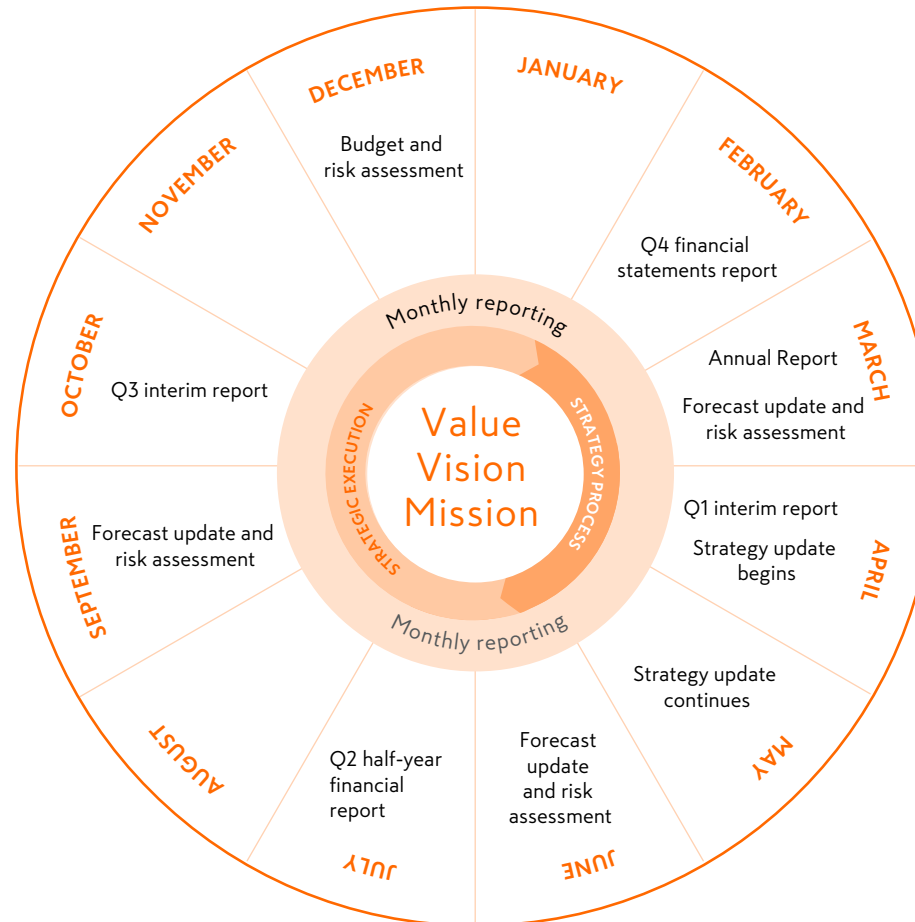 JANUARY
FEBRUARY
Q4 financial
statements report
MARCH
Annual Report
Forecast update and
risk assessment
APRIL
Q1 interim report
Strategy update
begins
MAY
Strategy update
continues
JUNE
Forecast
update
and risk
assessment
JULY
Q2 half-year
financial
report
AUGUST
SEPTEMBER
Forecast update and
risk assessment
OCTOBER
Q3 interim report
NOVEMBER
DECEMBER
Budget and
risk assessment
Monthly reporting
STRATEGY PROCESS
STRATEGIC EXECUTION
Value
Vision
Mission
Monthly reporting